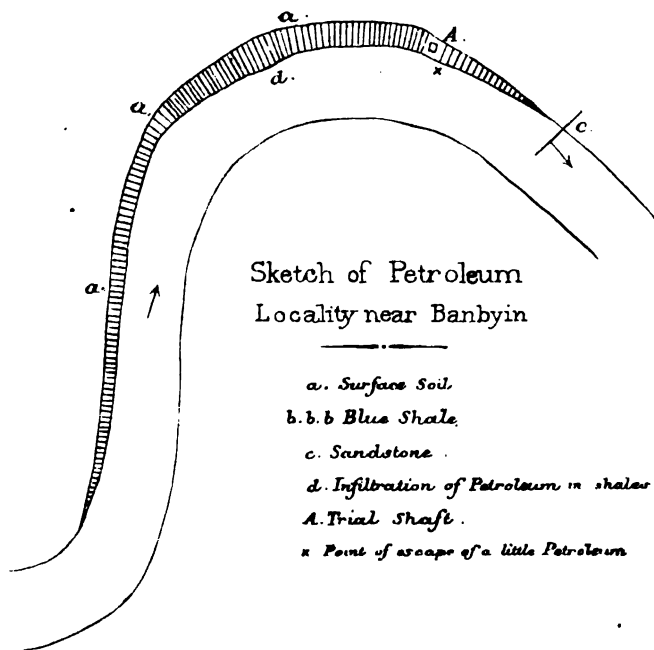 a.
A.
d
x
a.
c.
a.
Sketch of Petroleum
Locality near Banbyin
a. Surface Soil.
b.b.b Blue Shale.
c. Sandstone.
d. Infiltration of Petroleum in shales
A. Trial Shaft.
x Point of escape of a little Petroleum